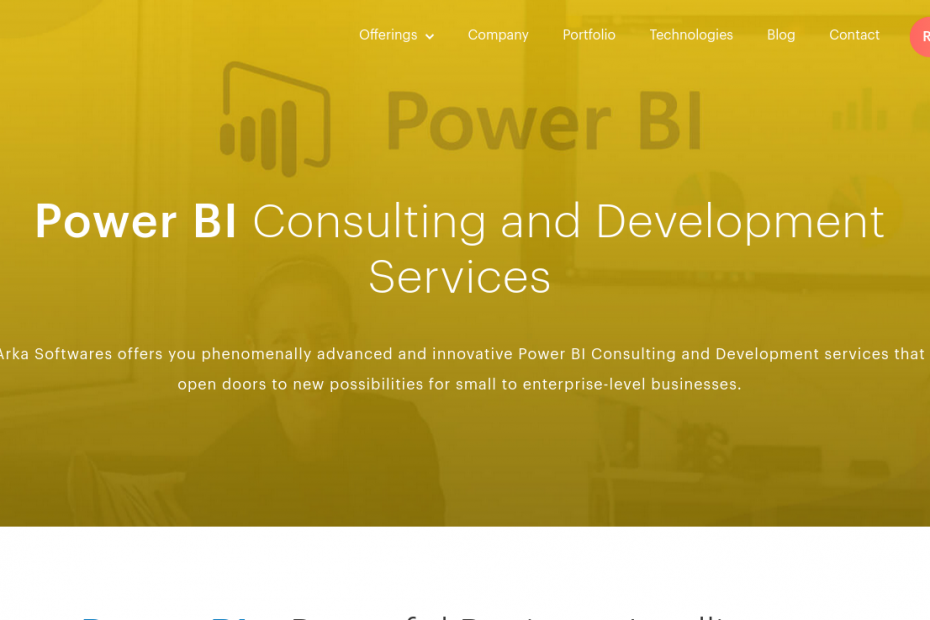 Offerings Company Portfolio Technologies Blog Contact R
Power BI
Power BI Consulting and Development
Services
Arka Softwares offers you phenomenally advanced and innovative Power BI Consulting and Development services that
open doors to new possibilities for small to enterprise-level businesses.